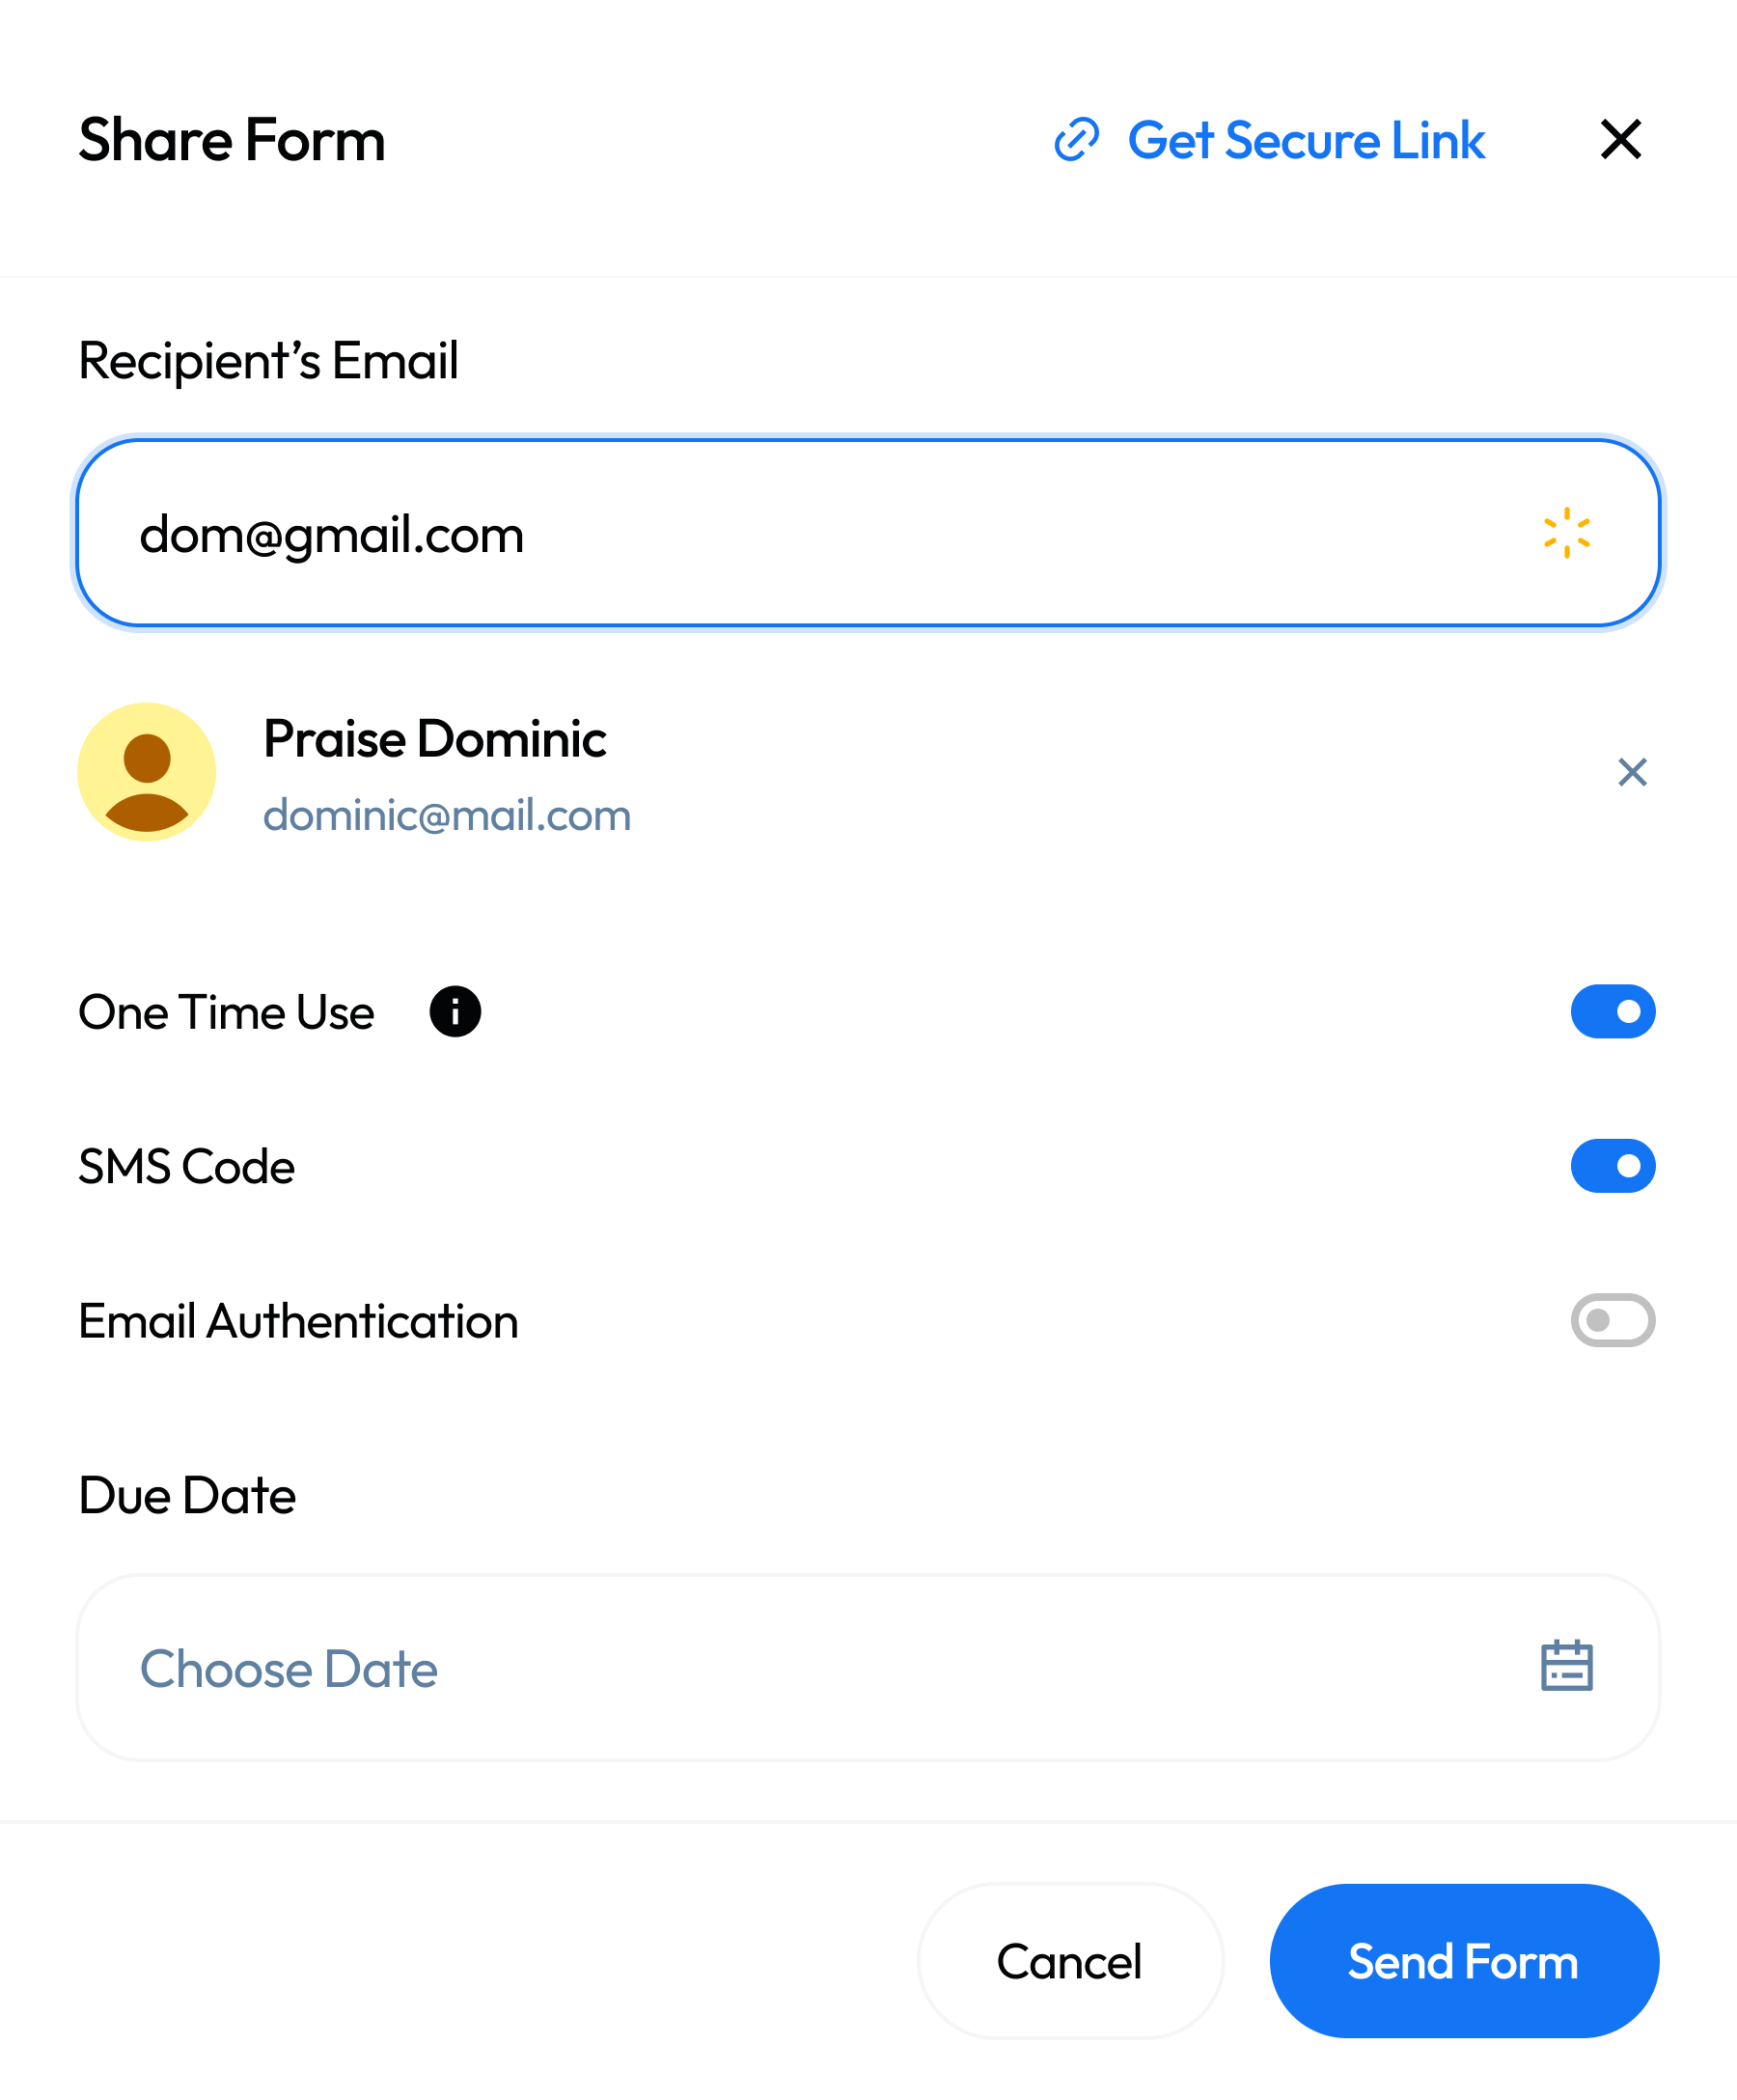 Share Form
Get Secure Link
Recipient’s Email
dom@gmail.com
Praise Dominic
dominic@mail.com
One Time Use
SMS Code
Email Authentication
Due Date
Choose Date
Cancel
Send Form